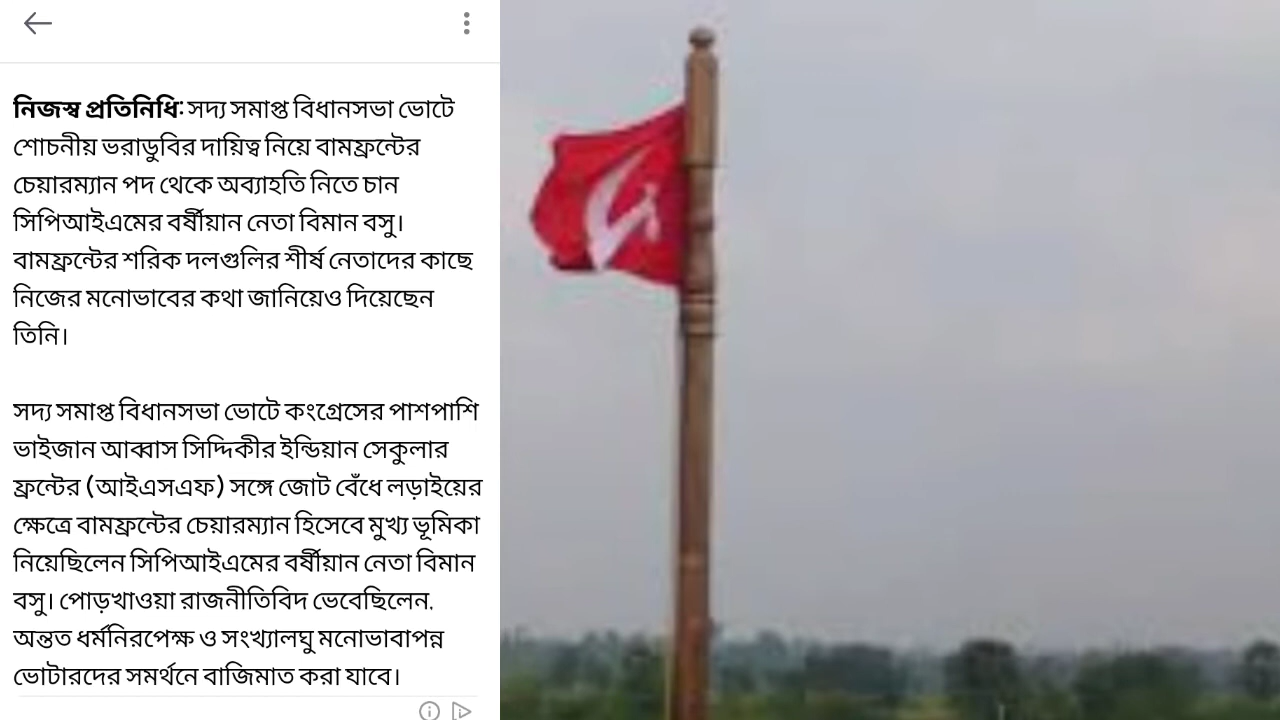 নিজস্ব প্রতিনিধি: সদ্য সমাপ্ত বিধানসভা ভোটে
শোচনীয় ভরাডুবির দায়িত্ব নিয়ে বামফ্রন্টের
চেয়ারম্যান পদ থেকে অব্যাহতি নিতে চান
সিপিআইএমের বর্ষীয়ান নেতা বিমান বসু।
বামফ্রন্টের শরিক দলগুলির শীর্ষ নেতাদের কাছে
নিজের মনোভাবের কথা জানিয়েও দিয়েছেন
তিনি।
সদ্য সমাপ্ত বিধানসভা ভোটে কংগ্রেসের পাশপাশি
ভাইজান আব্বাস সিদ্দিকীর ইন্ডিয়ান সেকুলার
ফ্রন্টের (আইএসএফ) সঙ্গে জোট বেঁধে লড়াইয়ের
ক্ষেত্রে বামফ্রন্টের চেয়ারম্যান হিসেবে মুখ্য ভূমিকা
নিয়েছিলেন সিপিআইএমের বর্ষীয়ান নেতা বিমান
বসু। পোড়খাওয়া রাজনীতিবিদ ভেবেছিলেন.
অন্তত ধর্মনিরপেক্ষ ও সংখ্যালঘু মনোভাবাপন্ন
ভোটারদের সমর্থনে বাজিমাত করা যাবে।